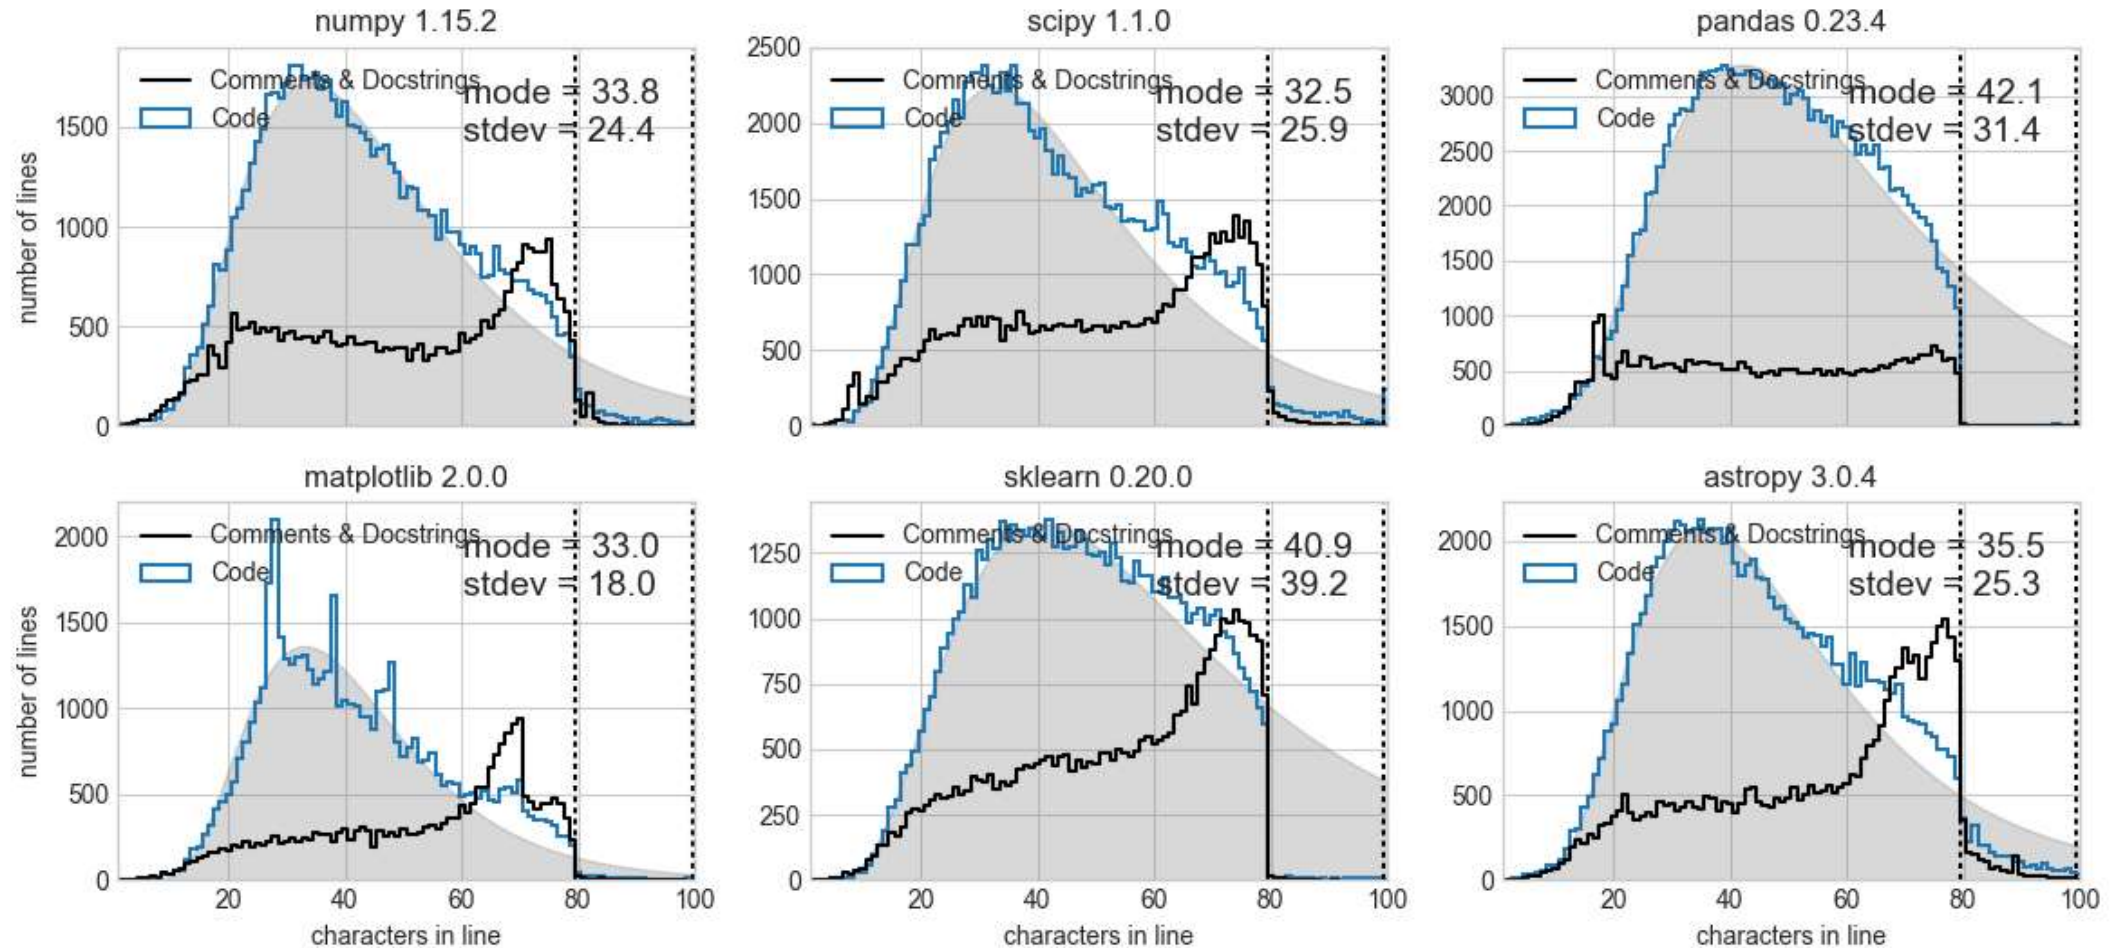 numpy 1.15.2
Comments & Docstrings
Code
mode = 33.8
stdev = 24.4
number of lines
1500
1000
500
0
scipy 1.1.0
Comments & Docstrings
Code
mode = 32.5
stdev = 25.9
2500
2000
1500
1000
500
0
pandas 0.23.4
Comments & Docstrings
Code
mode = 42.1
stdev = 31.4
3000
2500
2000
1500
1000
500
0
matplotlib 2.0.0
Comments & Docstrings
Code
mode = 33.0
stdev = 18.0
number of lines
2000
1500
1000
500
0
20 40 60 80 100
characters in line
sklearn 0.20.0
Comments & Docstrings
Code
mode = 40.9
stdev = 39.2
1250
1000
750
500
250
0
20 40 60 80 100
characters in line
astropy 3.0.4
Comments & Docstrings
Code
mode = 35.5
stdev = 25.3
2000
1500
1000
500
0
20 40 60 80 100
characters in line